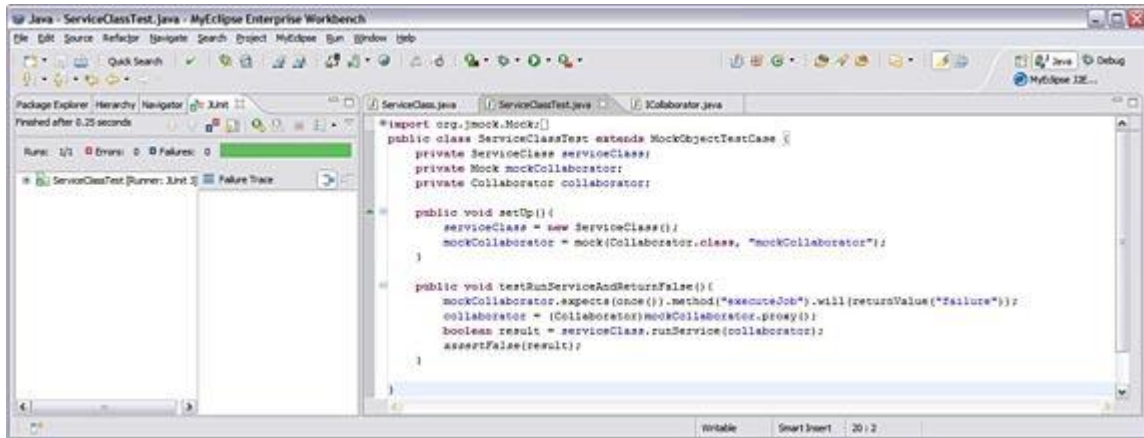 Java - ServiceClassTest.java - MyEclipse Enterprise Workbench
File Edit Source Refactor Navigate Search Project MyEclipse Run Window Help
Quick Search
Java Debug
MyEclipse J2E...
Package Explorer Hierarchy Navigator JUnit
Finished after 0.25 seconds
Runs: 1/1 Errors: 0 Failures: 0
ServiceClassTest [Runner: JUnit 3]
Failure Trace
ServiceClass.java ServiceClassTest.java ICollaborator.java
import org.jmock.Mock;
public class ServiceClassTest extends MockObjectTestCase {
private ServiceClass serviceClass;
private Mock mockCollaborator;
private Collaborator collaborator;
public void setUp(){
serviceClass = new ServiceClass();
mockCollaborator = mock(Collaborator.class, "mockCollaborator");
}
public void testRunServiceAndReturnFalse(){
mockCollaborator.expects(once()).method("executeJob").will(returnValue("failure"));
collaborator = (Collaborator)mockCollaborator.proxy();
boolean result = serviceClass.runService(collaborator);
assertFalse(result);
}
}
Writable Smart Insert 20 : 2